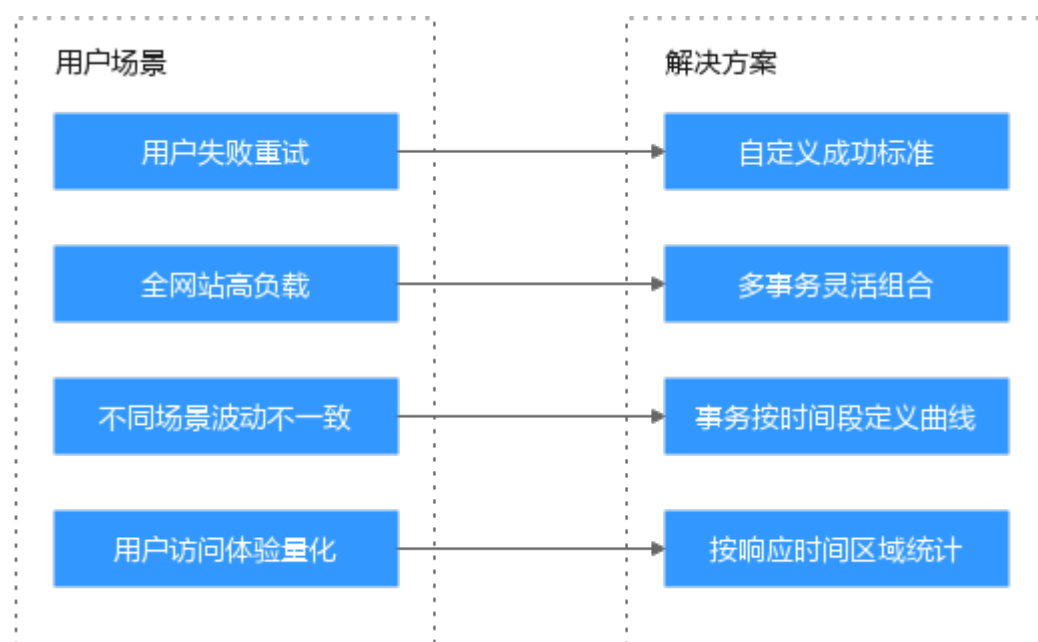 用户场景
用户失败重试
全网站高负载
不同场景波动不一致
用户访问体验量化
解决方案
自定义成功标准
多事务灵活组合
事务按时间段定义曲线
按响应时间区域统计